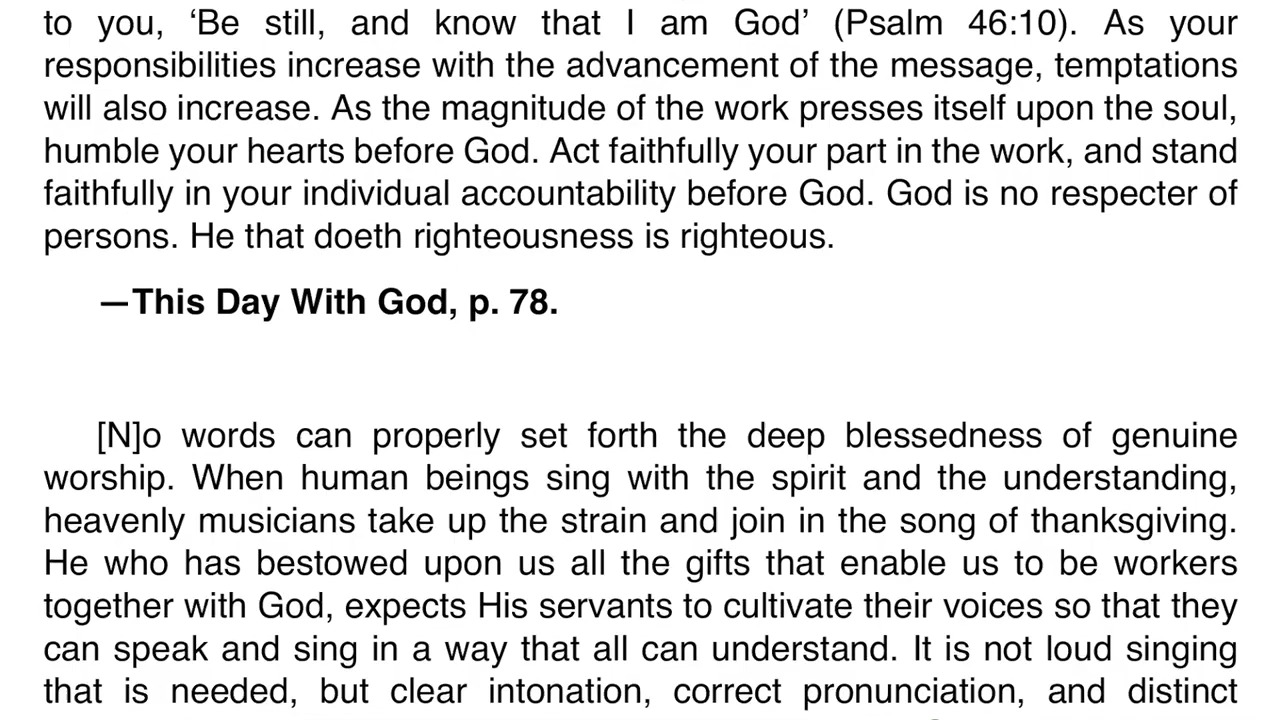 to you, ‘Be still, and know that I am God’ (Psalm 46:10). As your
responsibilities increase with the advancement of the message, temptations
will also increase. As the magnitude of the work presses itself upon the soul,
humble your hearts before God. Act faithfully your part in the work, and stand
faithfully in your individual accountability before God. God is no respecter of
persons. He that doeth righteousness is righteous.
—This Day With God, p. 78.
[N]o words can properly set forth the deep blessedness of genuine
worship. When human beings sing with the spirit and the understanding,
heavenly musicians take up the strain and join in the song of thanksgiving.
He who has bestowed upon us all the gifts that enable us to be workers
together with God, expects His servants to cultivate their voices so that they
can speak and sing in a way that all can understand. It is not loud singing
that is needed, but clear intonation, correct pronunciation, and distinct